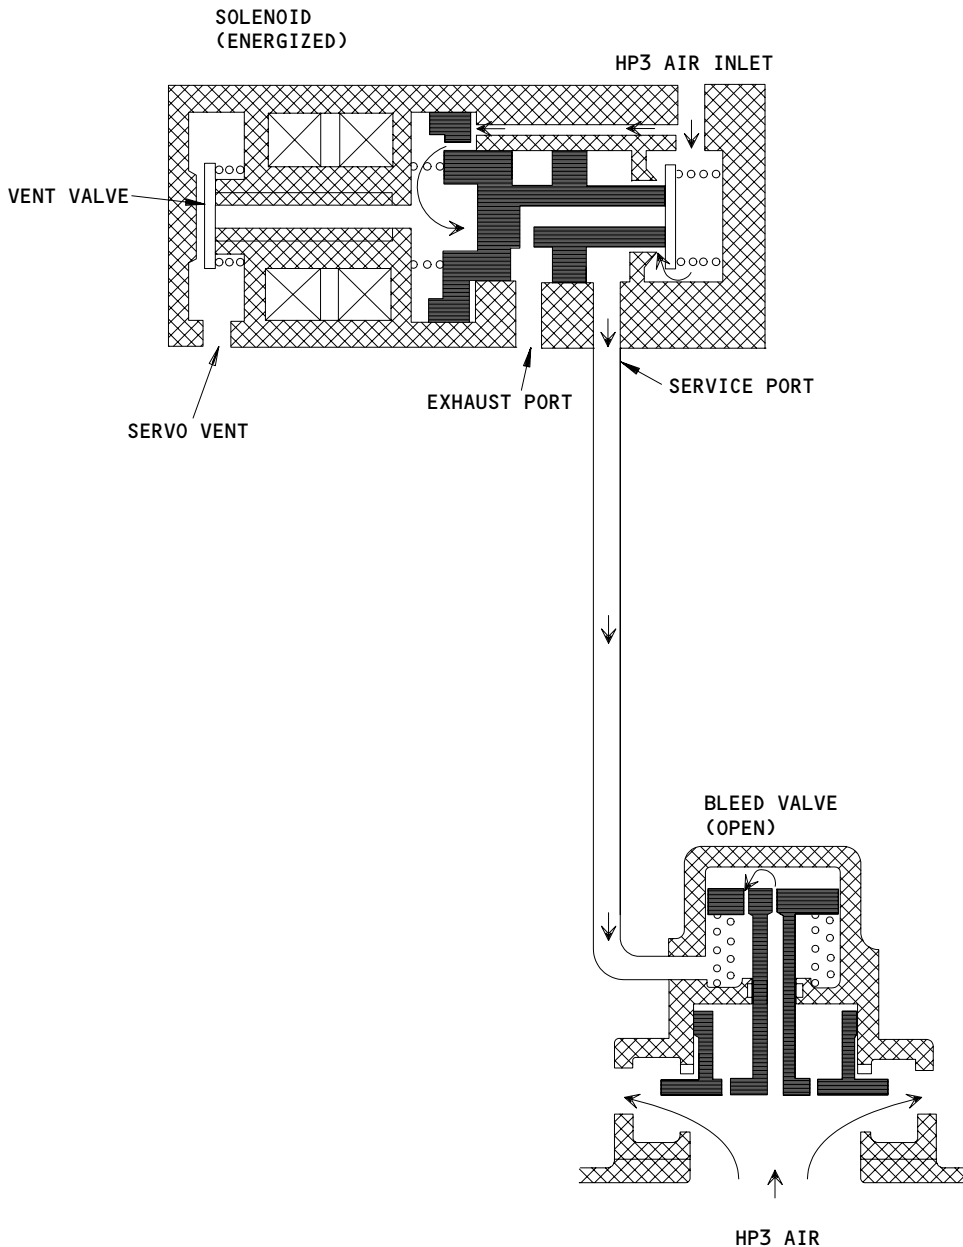 SOLENOID
(ENERGIZED)
HP3 AIR INLET
VENT VALVE
SERVICE PORT
EXHAUST PORT
SERVO VENT
BLEED VALVE
(OPEN)
HP3 AIR